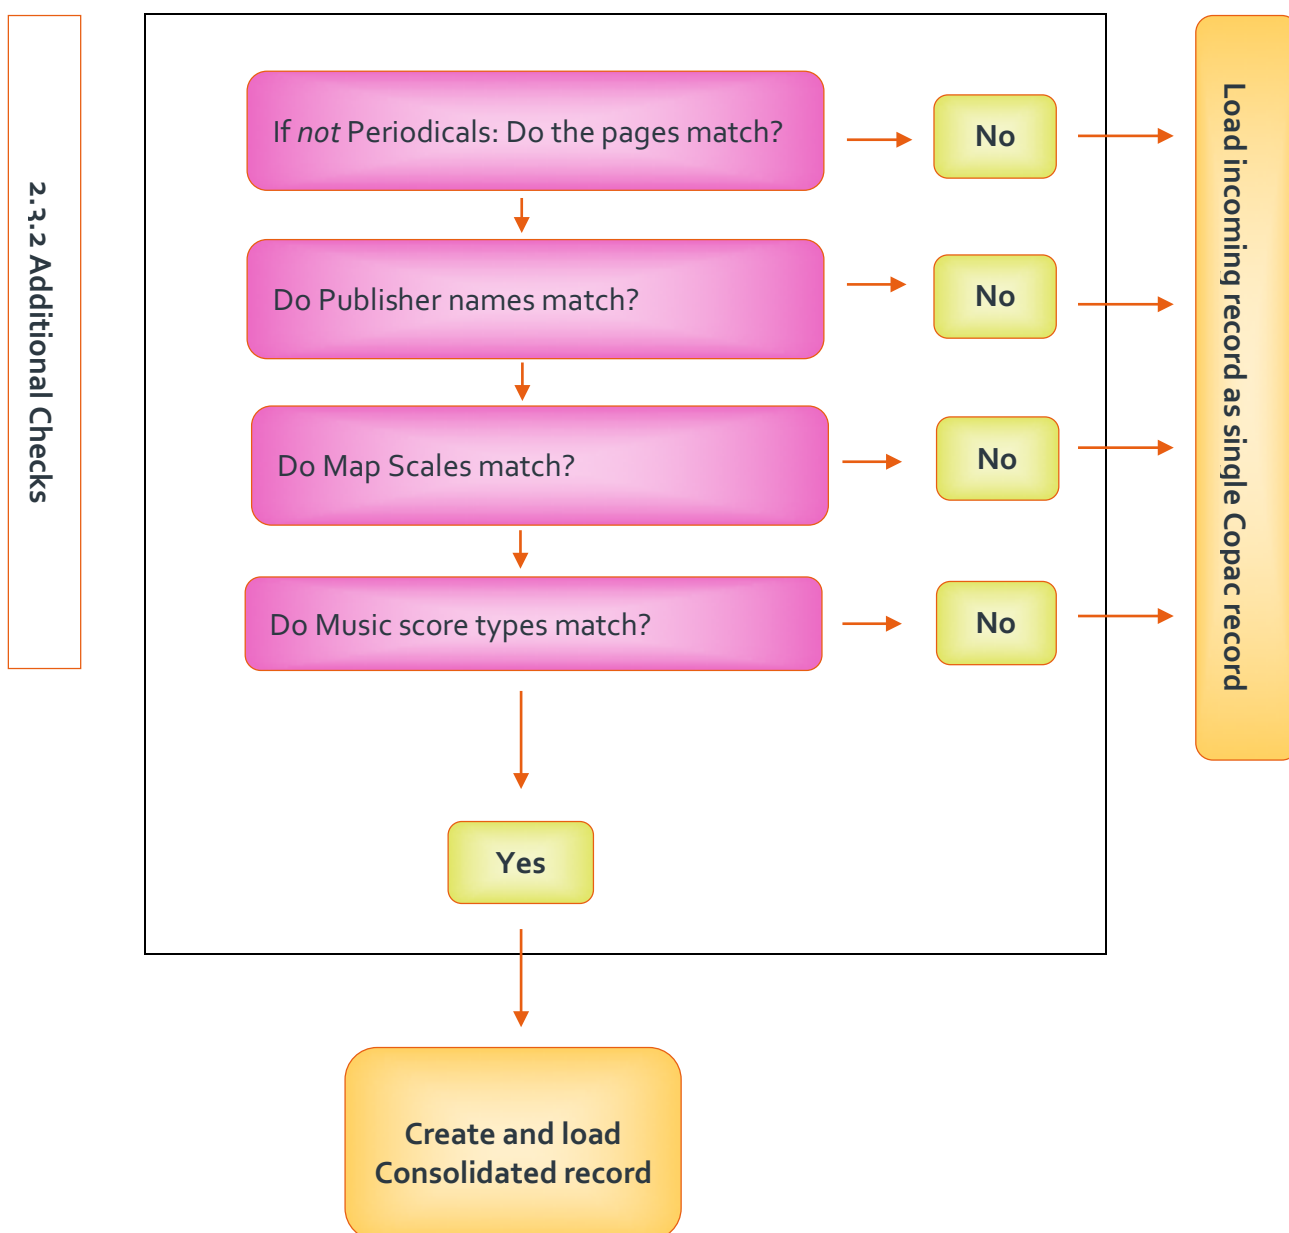 2.3.2 Additional Checks
If not Periodicals: Do the pages match?
No
Do Publisher names match?
No
Do Map Scales match?
No
Do Music score types match?
No
Load incoming record as single Copac record
Yes
Create and load
Consolidated record